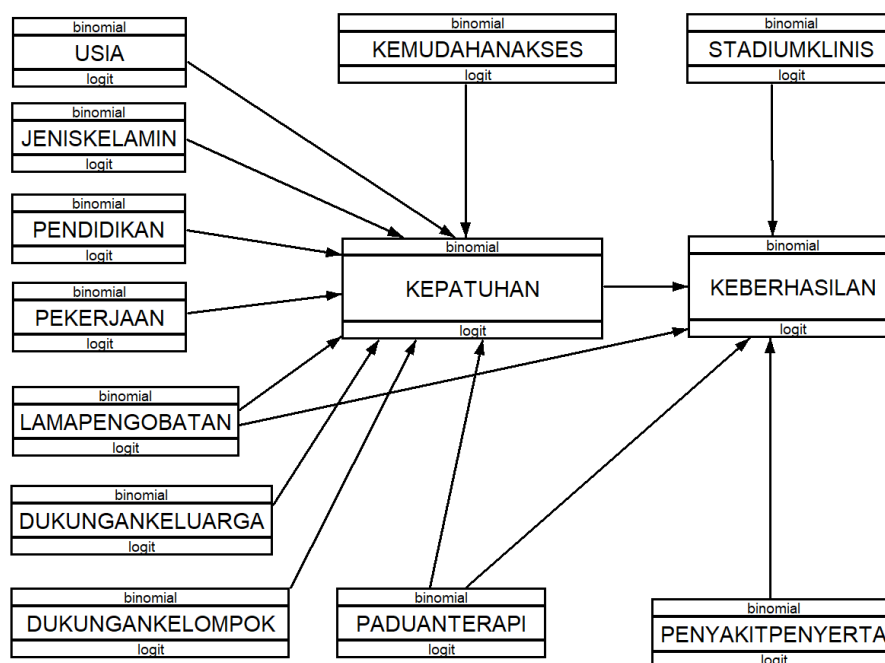 binomial
USIA
logit
binomial
KEMUDAHANAKSES
logit
binomial
STADIUMKLINIS
logit
binomial
JENISKELAMIN
logit
binomial
PENDIDIKAN
logit
binomial
KEPATUHAN
logit
binomial
KEBERHASILAN
logit
binomial
PEKERJAAN
logit
binomial
LAMAPENGOBATAN
logit
binomial
DUKUNGANKELUARGA
logit
binomial
DUKUNGANKELOMPOK
logit
binomial
PADUANTERAPI
logit
binomial
PENYAKITPENYERTA
logit